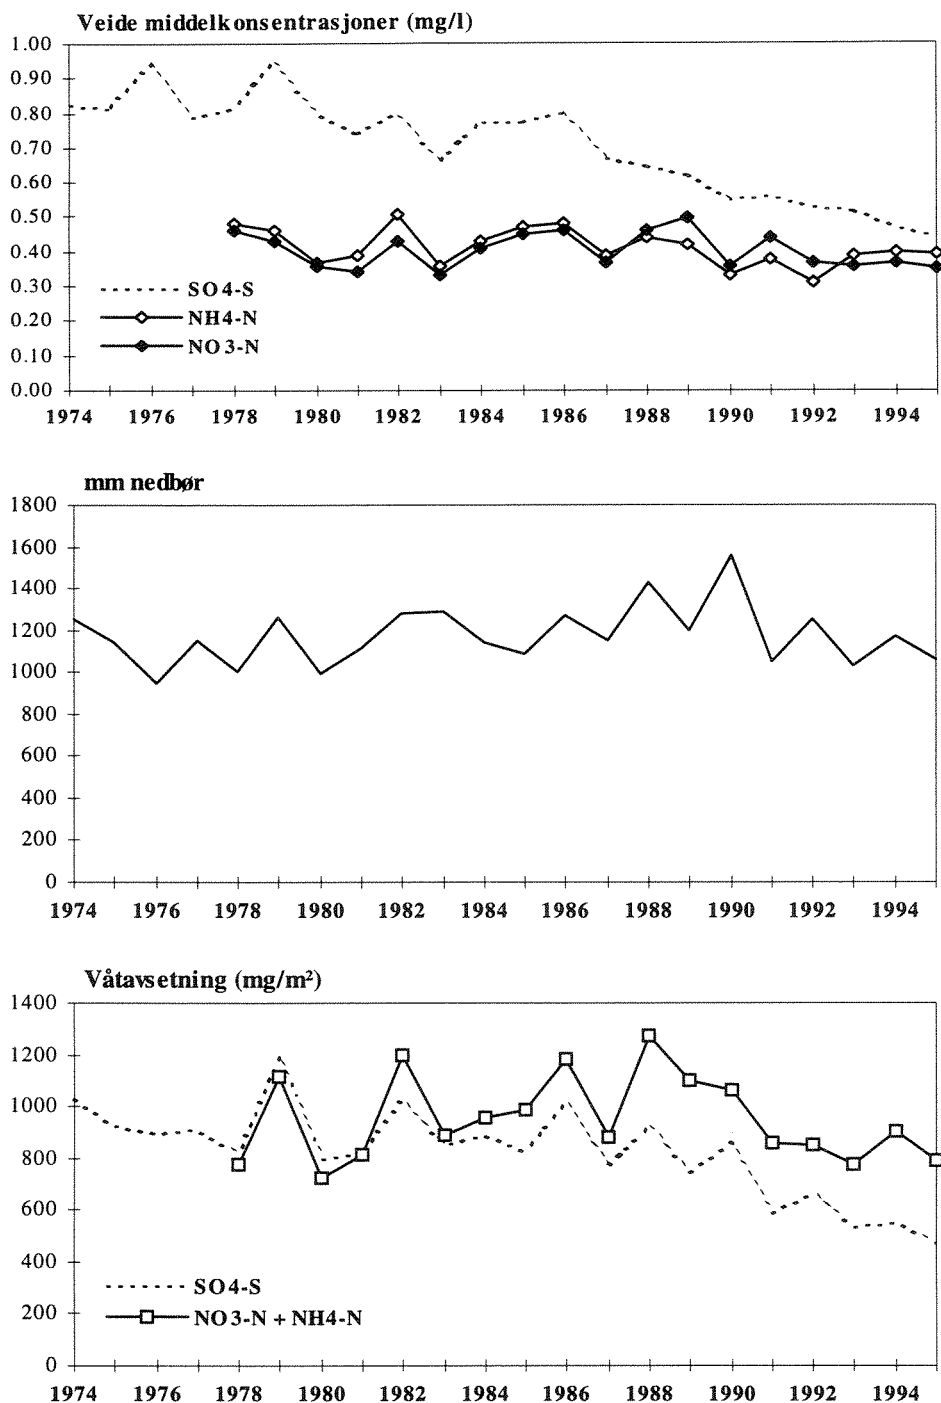 Veide middelkonsentrasjoner (mg/l)
1.00
0.90
0.80
0.70
0.60
0.50
0.40
0.30
0.20
0.10
0.00
SO4-S
NH4-N
NO3-N
1974 1976 1978 1980 1982 1984 1986 1988 1990 1992 1994
mm nedbør
1800
1600
1400
1200
1000
800
600
400
200
0
1974 1976 1978 1980 1982 1984 1986 1988 1990 1992 1994
Våtavsetning (mg/m²)
1400
1200
1000
800
600
400
200
0
SO4-S
NO3-N + NH4-N
1974 1976 1978 1980 1982 1984 1986 1988 1990 1992 1994